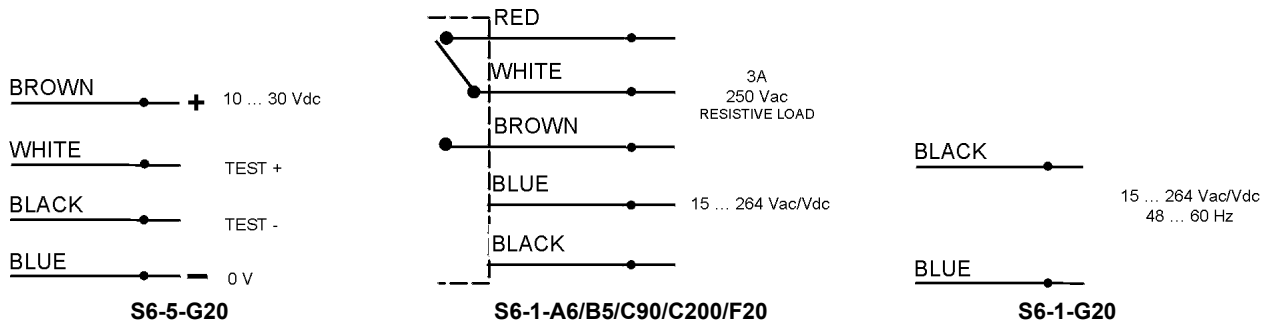 BROWN
+ 10 ... 30 Vdc
WHITE
TEST +
BLACK
TEST -
BLUE
- 0 V
S6-5-G20
RED
WHITE
3A
250 Vac
RESISTIVE LOAD
BROWN
BLUE
15 ... 264 Vac/Vdc
BLACK
S6-1-A6/B5/C90/C200/F20
BLACK
15 ... 264 Vac/Vdc
48 ... 60 Hz
BLUE
S6-1-G20